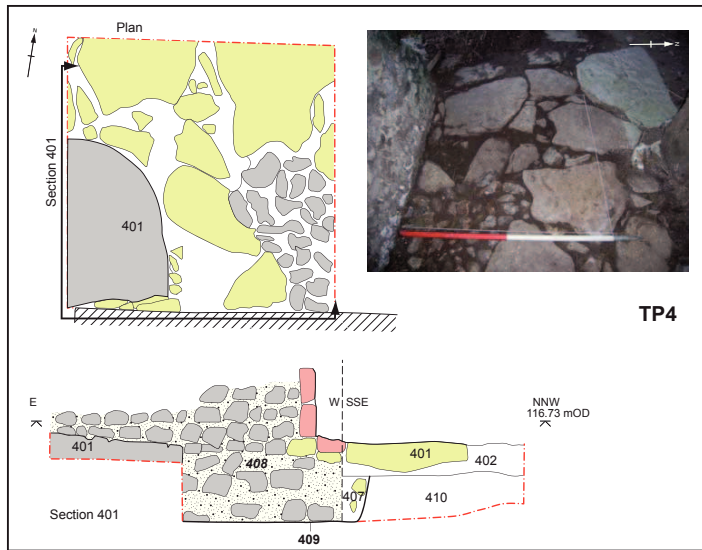 Plan
N
Section 401
401
N
TP4
E
W
SSE
NNW
116.73 mOD
401
408
401
402
407
410
Section 401
409